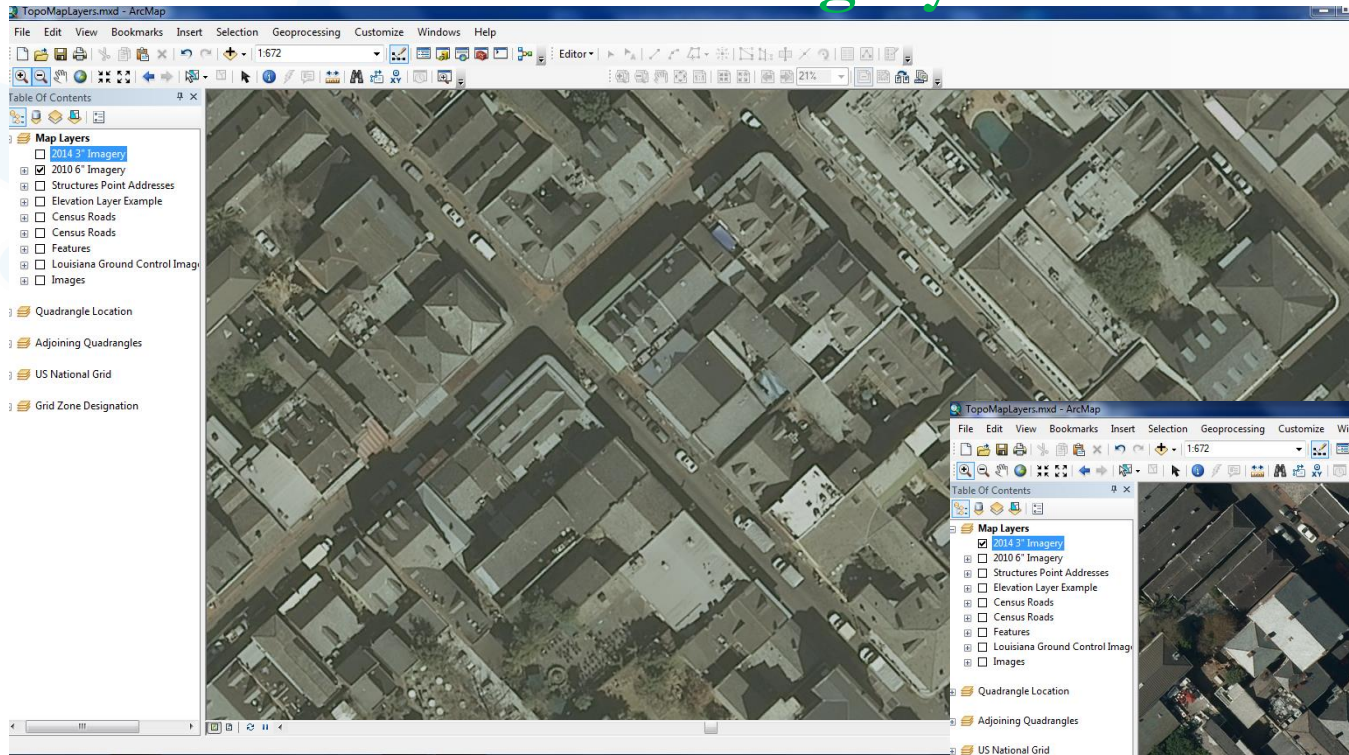 TopoMapLayers.mxd - ArcMap
File Edit View Bookmarks Insert Selection Geoprocessing Customize Windows Help
1:672
Editor
21%
Table Of Contents
Map Layers
2014 3" Imagery
2010 6" Imagery
Structures Point Addresses
Elevation Layer Example
Census Roads
Census Roads
Features
Louisiana Ground Control Imag
Images
Quadrangle Location
Adjoining Quadrangles
US National Grid
Grid Zone Designation
TopoMapLayers.mxd - ArcMap
File Edit View Bookmarks Insert Selection Geoprocessing Customize Wi
1:672
Table Of Contents
Map Layers
2014 3" Imagery
2010 6" Imagery
Structures Point Addresses
Elevation Layer Example
Census Roads
Census Roads
Features
Louisiana Ground Control Imag
Images
Quadrangle Location
Adjoining Quadrangles
US National Grid